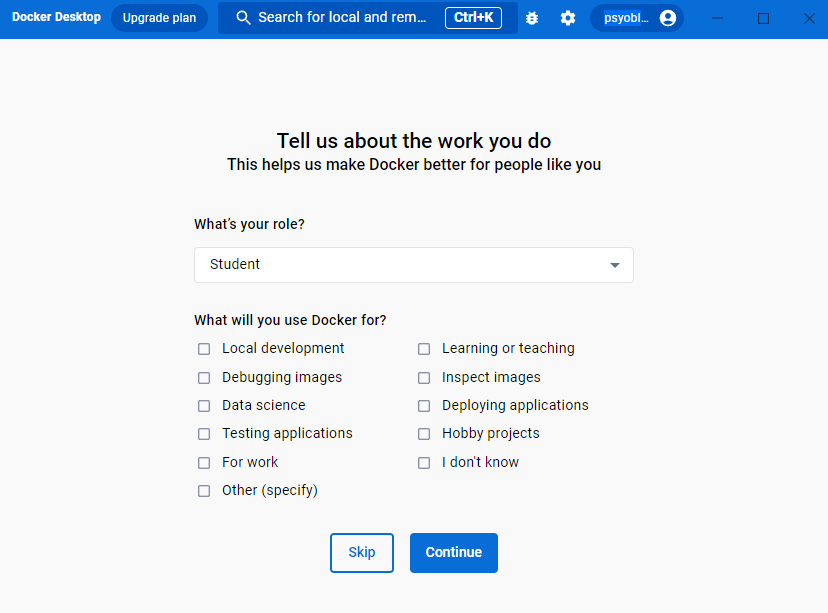 Docker Desktop Upgrade plan Search for local and rem... Ctrl+K psyobl...
Tell us about the work you do
This helps us make Docker better for people like you
What's your role?
Student
What will you use Docker for?
Local development Learning or teaching
Debugging images Inspect images
Data science Deploying applications
Testing applications Hobby projects
For work I don't know
Other (specify)
Skip Continue